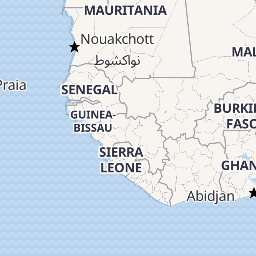 MAURITANIA
Nouakchott
نواكشوط
MAL
Praia
SENEGAL
BURKI
FASO
GUINEA-
BISSAU
SIERRA
LEONE
GHAN
Abidjan